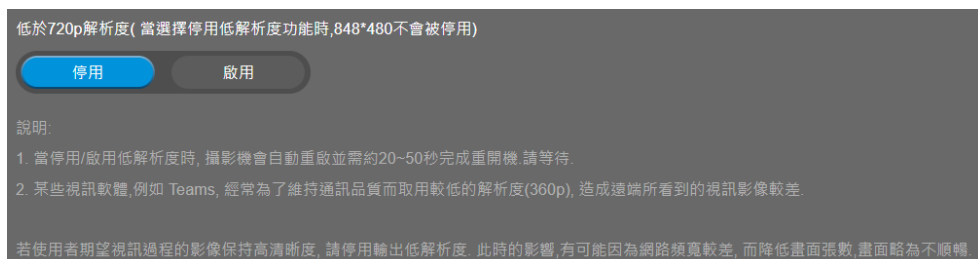 低於720p解析度( 當選擇停用低解析度功能時,848*480不會被停用)
停用 啟用
說明:
1. 當停用/啟用低解析度時, 攝影機會自動重啟並需約20~50秒完成重開機.請等待.
2. 某些視訊軟體,例如 Teams, 經常為了維持通訊品質而取用較低的解析度(360p), 造成遠端所看到的視訊影像較差.
若使用者期望視訊過程的影像保持高清晰度, 請停用輸出低解析度. 此時的影響,有可能因為網路頻寬較差, 而降低畫面張數,畫面略為不順暢.